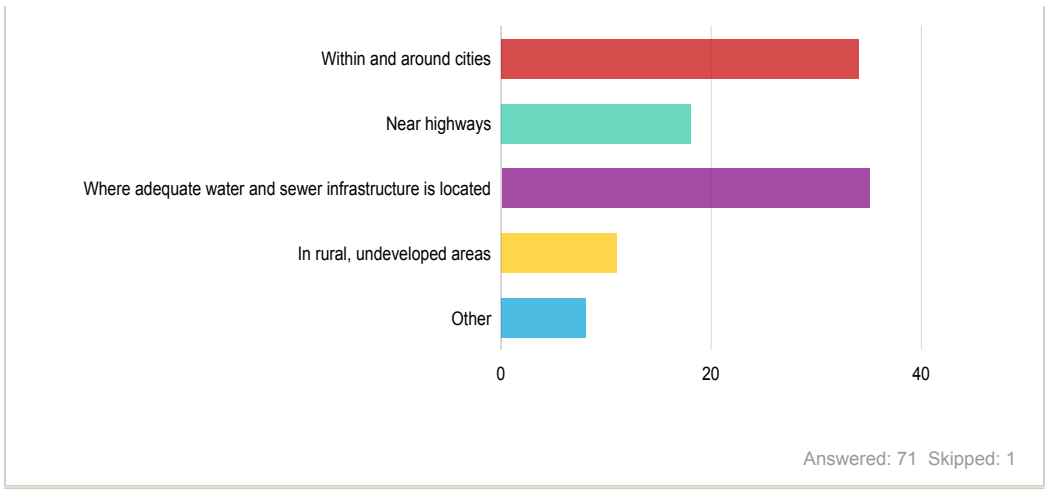 Within and around cities
Near highways
Where adequate water and sewer infrastructure is located
In rural, undeveloped areas
Other
0 20 40
Answered: 71 Skipped: 1